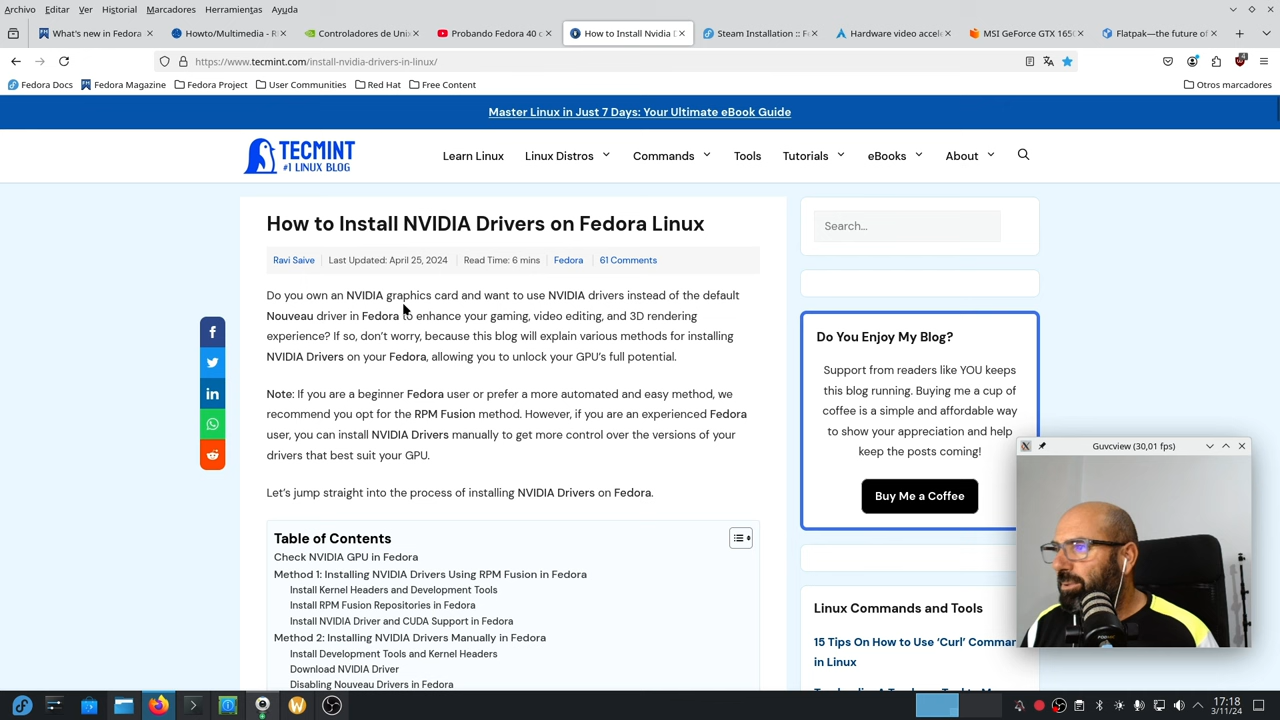 Archivo Editar Ver Historial Marcadores Herramientas Ayuda
What's new in Fedora
Howto/Multimedia - R
Controladores de Uni
Probando Fedora 40 c
How to Install Nvidia D
Steam Installation :: F
Hardware video accel
MSI GeForce GTX 165
Flatpak—the future of
https://www.tecmint.com/install-nvidia-drivers-in-linux/
Fedora Docs Fedora Magazine Fedora Project User Communities Red Hat Free Content Otros marcadores
Master Linux in Just 7 Days: Your Ultimate eBook Guide
TECMINT
#1 LINUX BLOG
Learn Linux Linux Distros Commands Tools Tutorials eBooks About
How to Install NVIDIA Drivers on Fedora Linux
Ravi Saive Last Updated: April 25, 2024 Read Time: 6 mins Fedora 61 Comments
Do you own an NVIDIA graphics card and want to use NVIDIA drivers instead of the default
Nouveau driver in Fedora to enhance your gaming, video editing, and 3D rendering
experience? If so, don't worry, because this blog will explain various methods for installing
NVIDIA Drivers on your Fedora, allowing you to unlock your GPU's full potential.
Note: If you are a beginner Fedora user or prefer a more automated and easy method, we
recommend you opt for the RPM Fusion method. However, if you are an experienced Fedora
user, you can install NVIDIA Drivers manually to get more control over the versions of your
drivers that best suit your GPU.
Let's jump straight into the process of installing NVIDIA Drivers on Fedora.
Table of Contents
Check NVIDIA GPU in Fedora
Method 1: Installing NVIDIA Drivers Using RPM Fusion in Fedora
Install Kernel Headers and Development Tools
Install RPM Fusion Repositories in Fedora
Install NVIDIA Driver and CUDA Support in Fedora
Method 2: Installing NVIDIA Drivers Manually in Fedora
Install Development Tools and Kernel Headers
Download NVIDIA Driver
Disabling Nouveau Drivers in Fedora
Search...
Do You Enjoy My Blog?
Support from readers like YOU keeps
this blog running. Buying me a cup of
coffee is a simple and affordable way
to show your appreciation and help
keep the posts coming!
Buy Me a Coffee
Linux Commands and Tools
15 Tips On How to Use 'Curl' Comman
in Linux
Guvcview (30,01 fps)
17:18
3/11/24